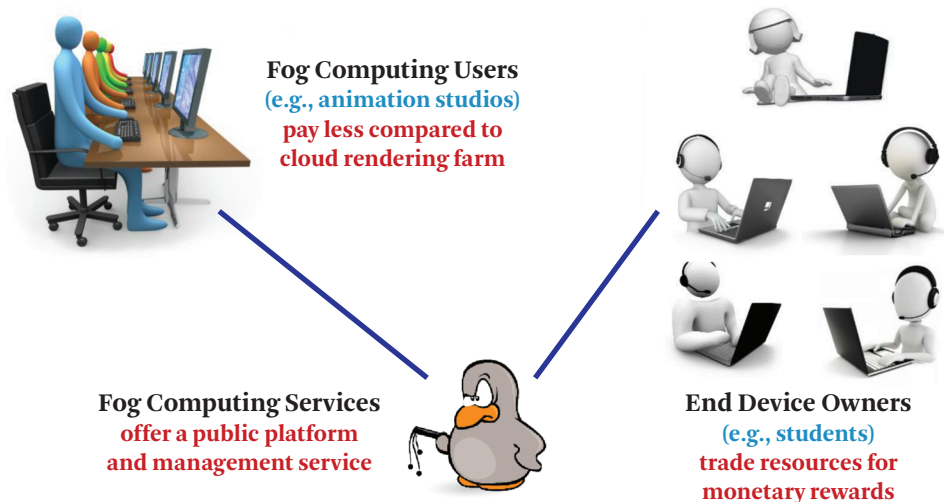 Fog Computing Users
(e.g., animation studios)
pay less compared to
cloud rendering farm
Fog Computing Services
offer a public platform
and management service
End Device Owners
(e.g., students)
trade resources for
monetary rewards